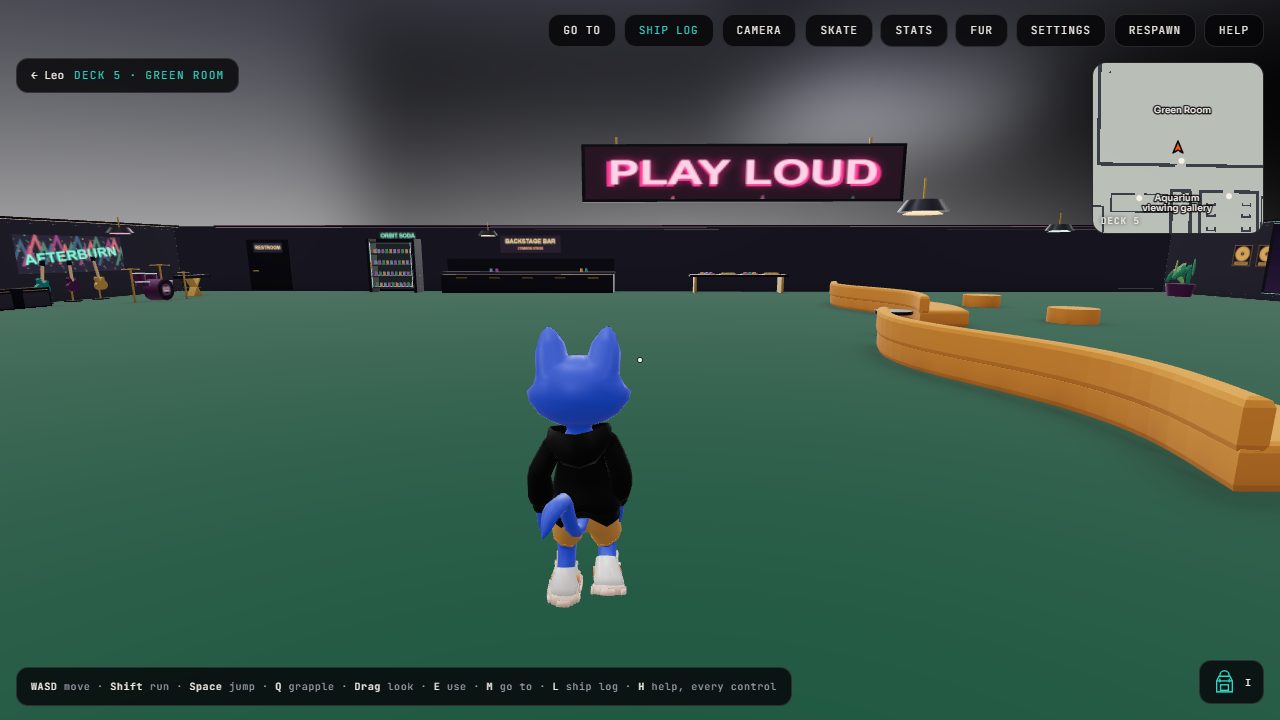 GO TO
SHIP LOG
CAMERA
SKATE
STATS
FUR
SETTINGS
RESPAWN
HELP
← Leo DECK 5 · GREEN ROOM
Green Room
Aquarium
viewing gallery
DECK 5
PLAY LOUD
AFTERBURN
RESTROOM
ORBIT SODA
BACKSTAGE BAR
WASD move · Shift run · Space jump · Q grapple · Drag look · E use · M go to · L ship log · H help, every control
I